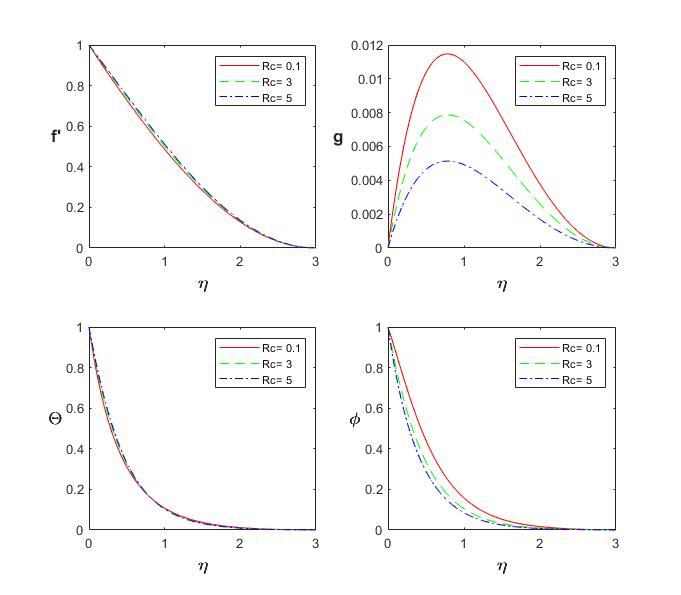 1
0.8
0.6
0.4
0.2
0
f'
0 1 2 3
η
Rc= 0.1
Rc= 3
Rc= 5
0.012
0.01
0.008
0.006
0.004
0.002
0
g
0 1 2 3
η
Rc= 0.1
Rc= 3
Rc= 5
1
0.8
0.6
0.4
0.2
0
Θ
0 1 2 3
η
Rc= 0.1
Rc= 3
Rc= 5
1
0.8
0.6
0.4
0.2
0
ϕ
0 1 2 3
η
Rc= 0.1
Rc= 3
Rc= 5